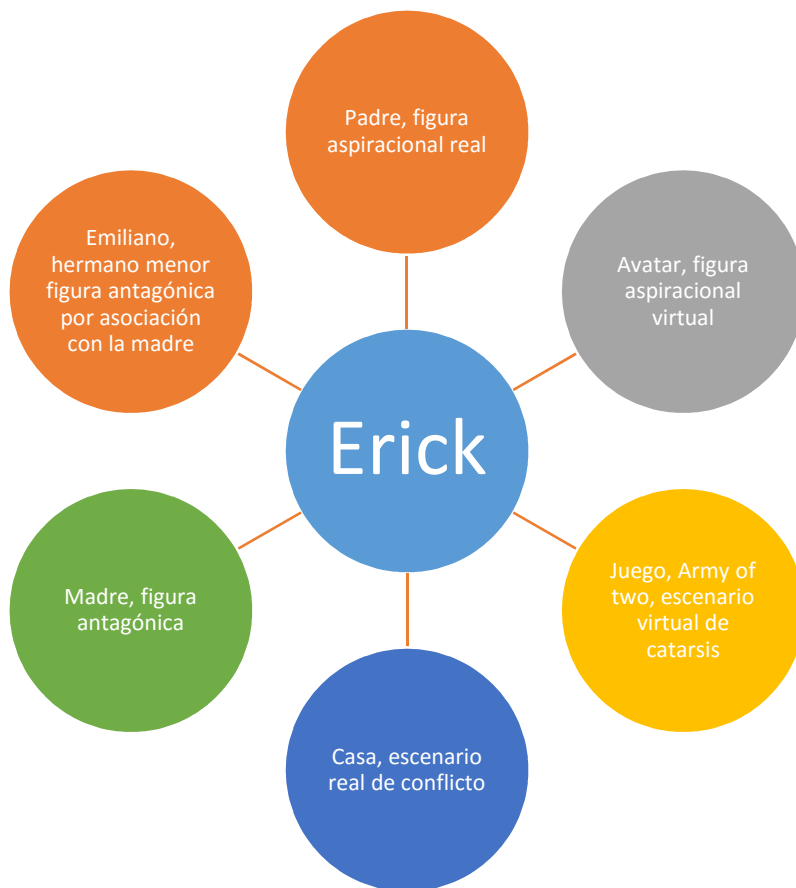 Padre, figura
aspiracional real
Emiliano,
hermano menor
figura antagónica
por asociación
con la madre
Avatar, figura
aspiracional
virtual
Erick
Madre, figura
antagónica
Juego, Army of
two, escenario
virtual de
catarsis
Casa, escenario
real de conflicto